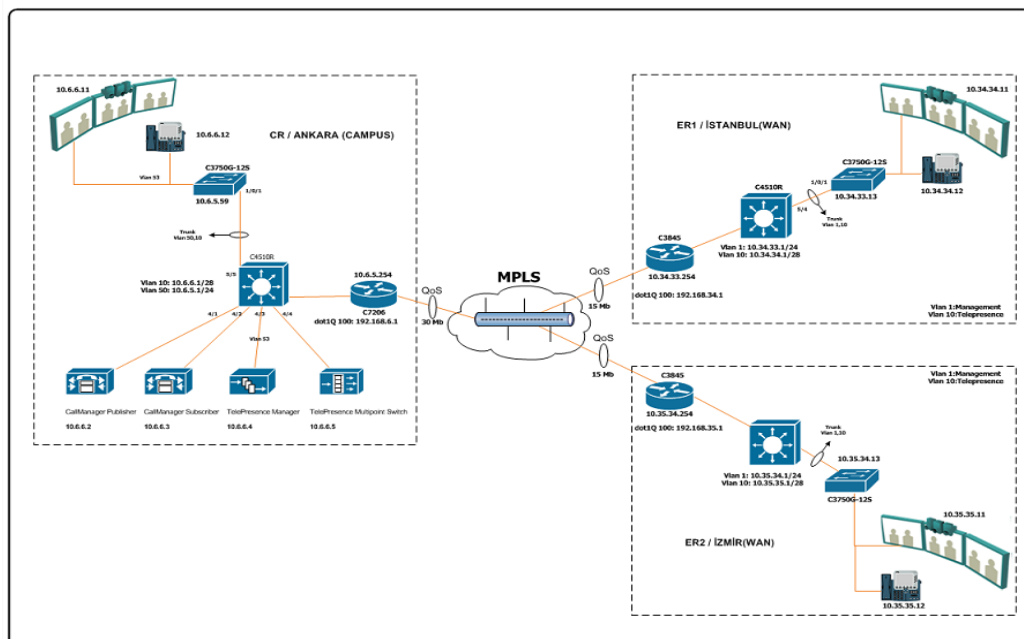 10.6.6.11
10.6.6.12
CR / ANKARA (CAMPUS)
Vlan 53
C3750G-12S
1/0/1
10.6.5.59
Trunk
Vlan 50,10
C4510R
5/5
Vlan 10: 10.6.6.1/28
Vlan 50: 10.6.5.1/24
10.6.5.254
C7206
dot1Q 100: 192.168.6.1
4/1
4/2
4/3
4/4
Vlan 53
CallManager Publisher
10.6.6.2
CallManager Subscriber
10.6.6.3
TelePresence Manager
10.6.6.4
TelePresence Multipoint Switch
10.6.6.5
QoS
30 Mb
MPLS
QoS
15 Mb
QoS
15 Mb
ER1 / İSTANBUL(WAN)
10.34.34.11
C3750G-12S
1/0/1
10.34.33.13
10.34.34.12
C4510R
5/4
Trunk
Vlan 1,10
Vlan 1: 10.34.33.1/24
Vlan 10: 10.34.34.1/28
C3845
10.34.33.254
dot1Q 100: 192.168.34.1
Vlan 1:Management
Vlan 10:Telepresence
Vlan 1:Management
Vlan 10:Telepresence
C3845
10.35.34.254
dot1Q 100: 192.168.35.1
Trunk
Vlan 1,10
Vlan 1: 10.35.34.1/24
Vlan 10: 10.35.35.1/28
10.35.34.13
C3750G-12S
10.35.35.11
ER2 / İZMİR(WAN)
10.35.35.12